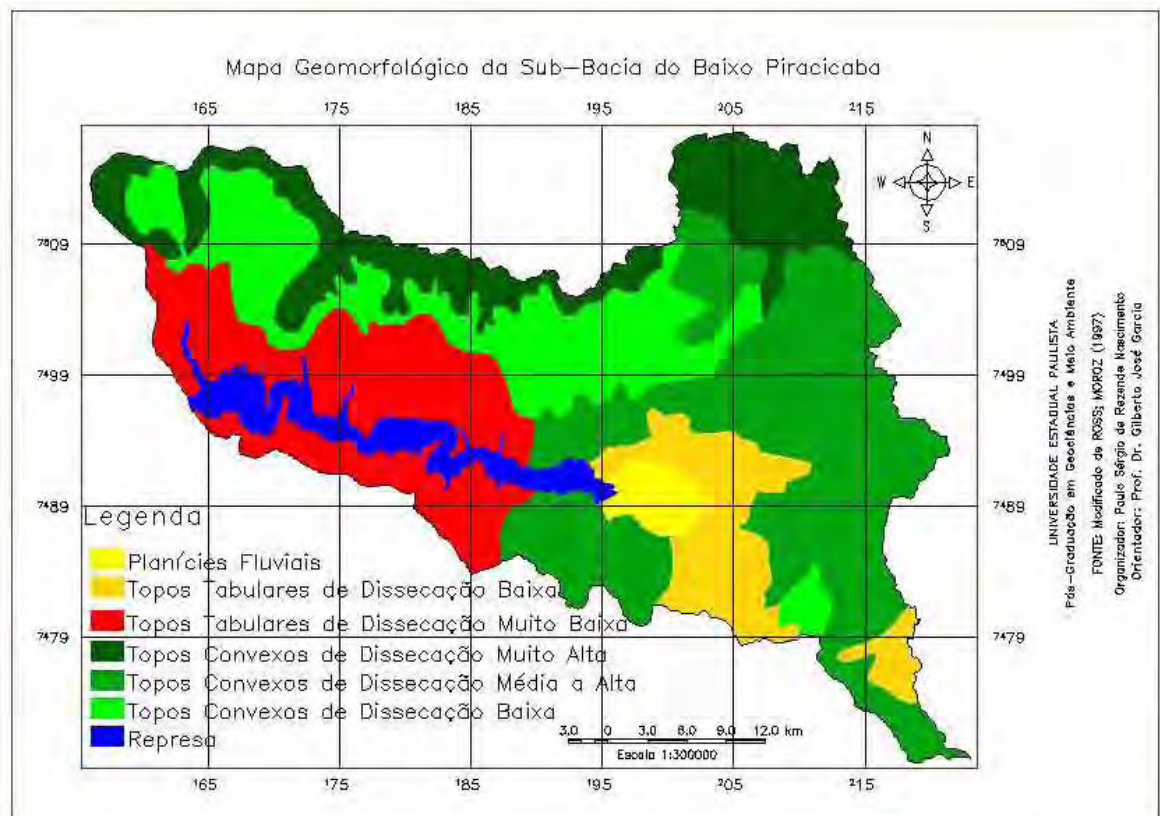 Mapa Geomorfológico da Sub-Bacia do Baixo Piracicaba
165 175 185 195 205 215
N
W E
S
7809 7809
7499 7499
7489 7489
7479 7479
Legenda
Planícies Fluviais
Topos Tabulares de Dissecação Baixa
Topos Tabulares de Dissecação Muito Baixa
Topos Convexos de Dissecação Muito Alta
Topos Convexos de Dissecação Média a Alta
Topos Convexos de Dissecação Baixa
Represa
3.0 0 3.0 6.0 9.0 12.0 km
Escala 1:300000
165 175 185 195 205 215
UNIVERSIDADE ESTADUAL PAULISTA
Pós-Graduação em Geociências e Meio Ambiente
FONTE: Modificado de ROSS; MOROZ (1997)
Organizador: Paulo Sérgio de Rezende Nascimento
Orientador: Prof. Dr. Gilberto José Garcia